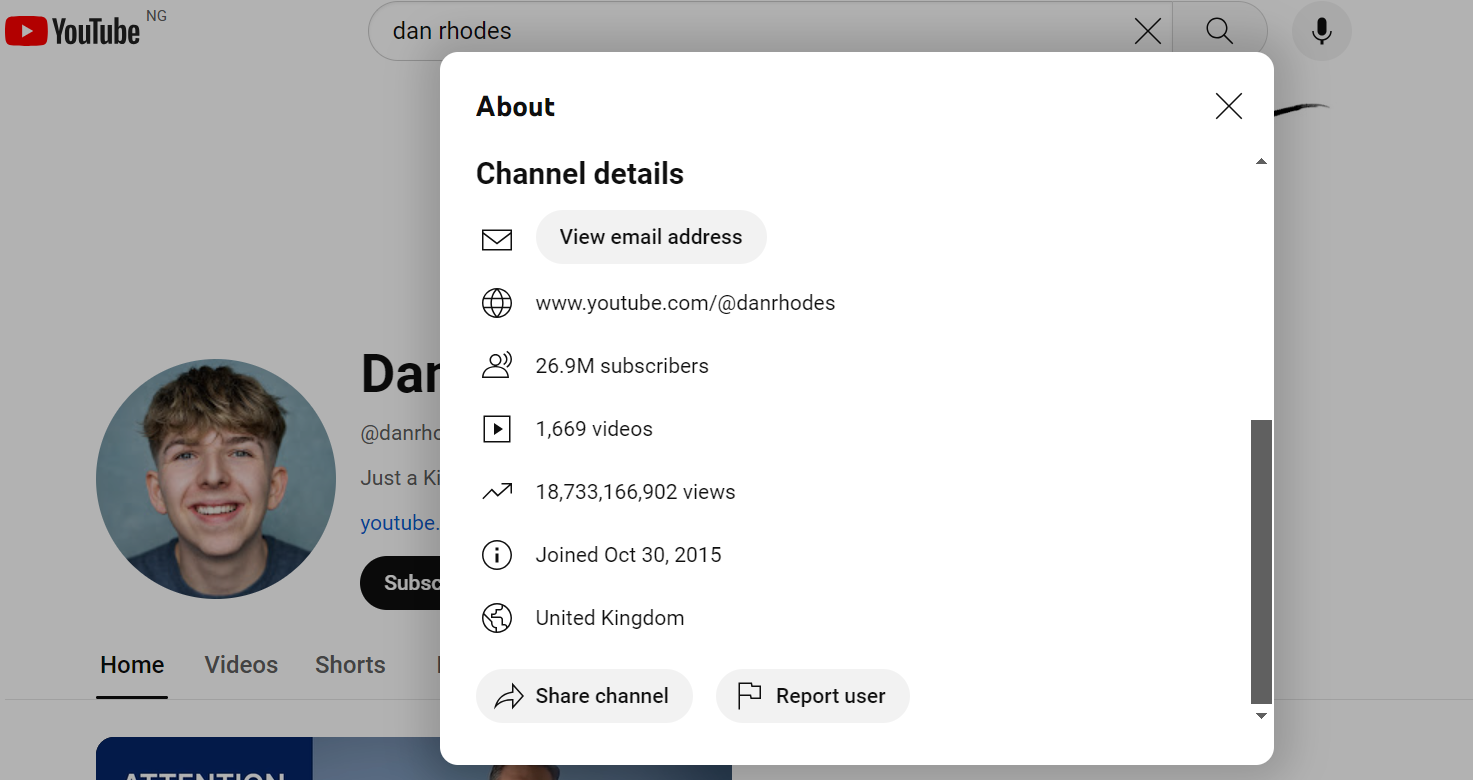 YouTube NG
dan rhodes
About
Channel details
View email address
www.youtube.com/@danrhodes
26.9M subscribers
1,669 videos
18,733,166,902 views
Joined Oct 30, 2015
United Kingdom
Share channel
Report user
Dan
@danrho
Just a Ki
youtube.
Subsc
Home
Videos
Shorts
ATTENTION